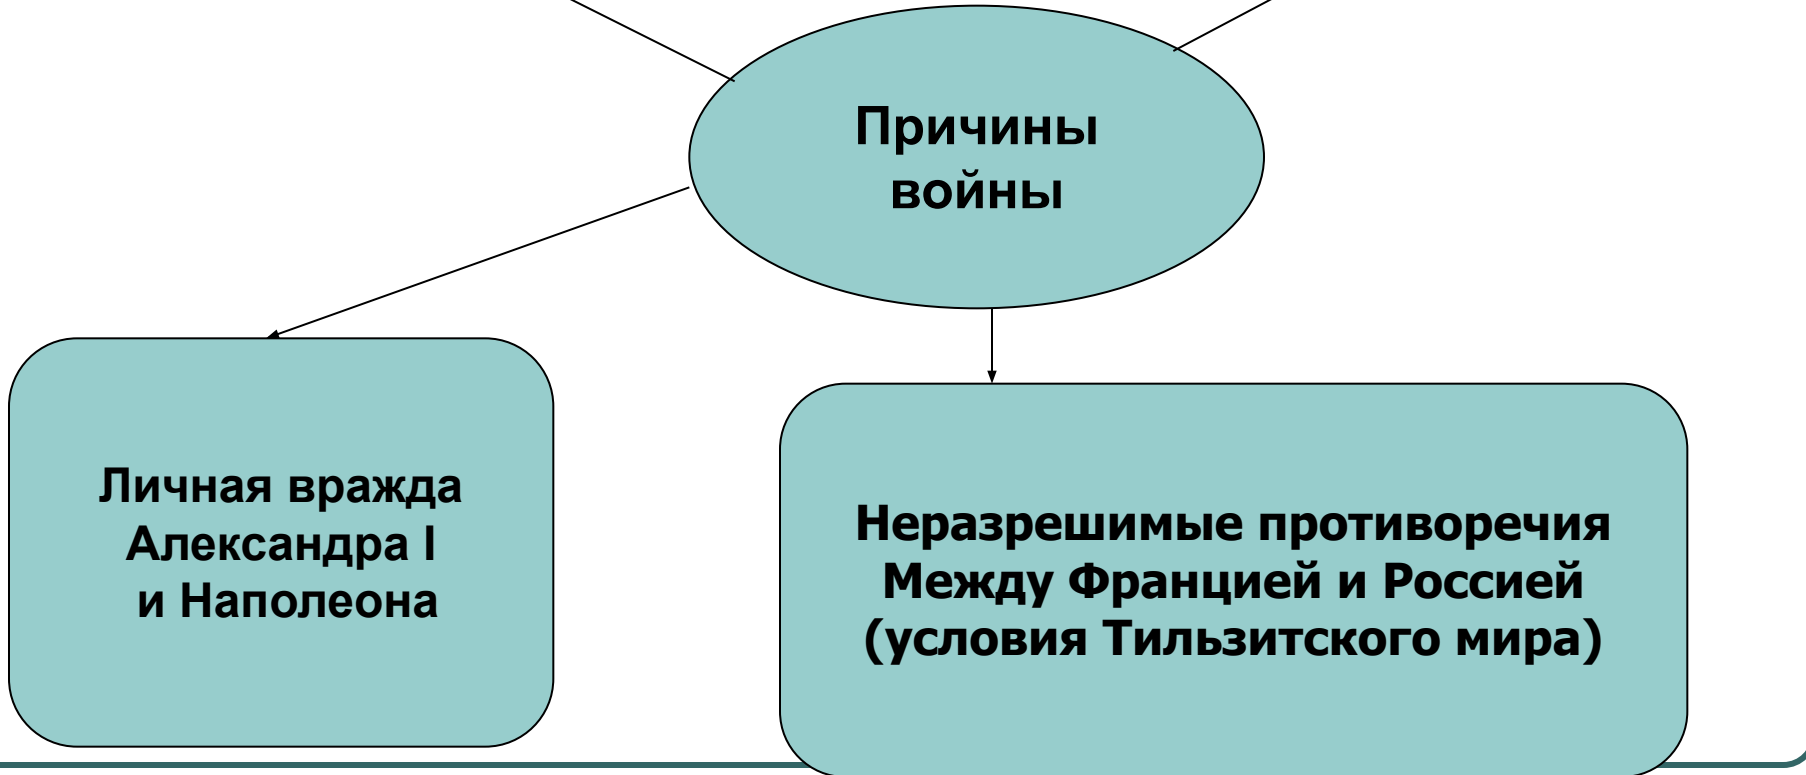 Причины
войны
Личная вражда
Александра I
и Наполеона
Неразрешимые противоречия
Между Францией и Россией
(условия Тильзитского мира)